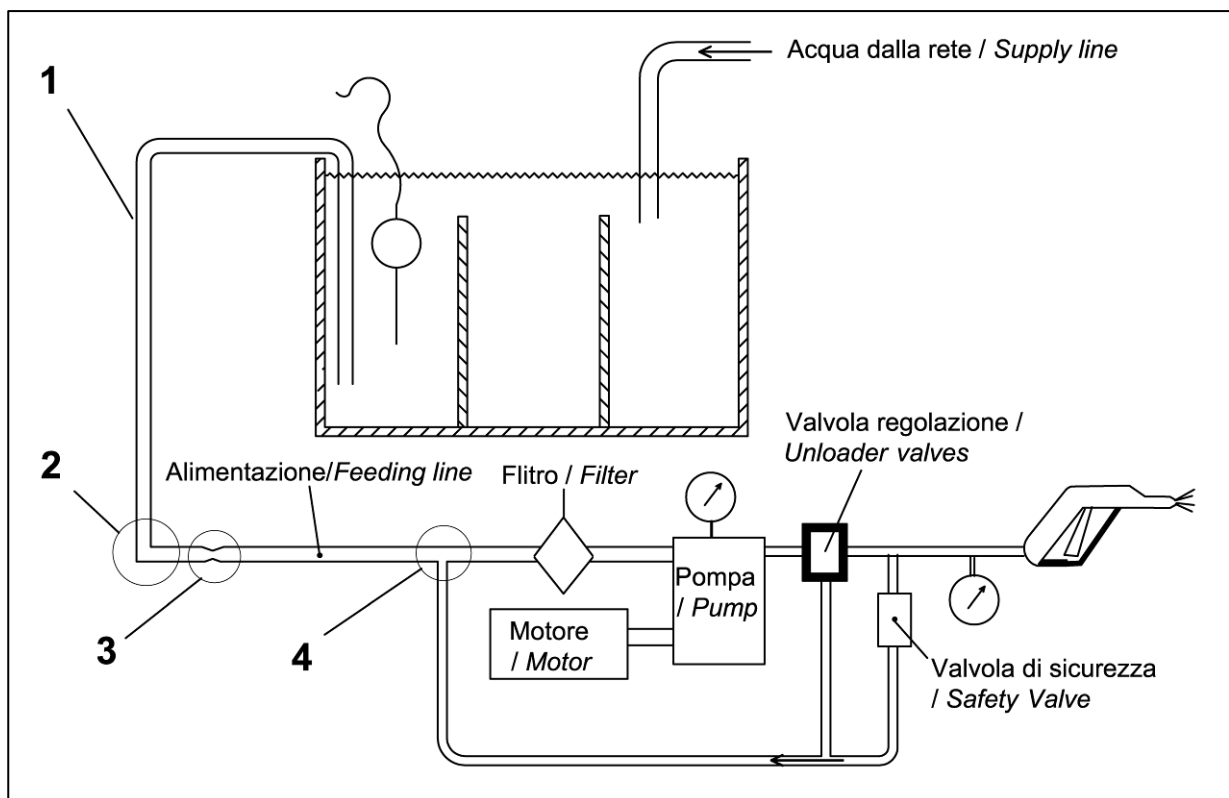 Acqua dalla rete / Supply line
1
Valvola regolazione /
Unloader valves
2
Alimentazione/Feeding line
Flitro / Filter
Pompa
/ Pump
3
4
Motore
/ Motor
Valvola di sicurezza
/ Safety Valve